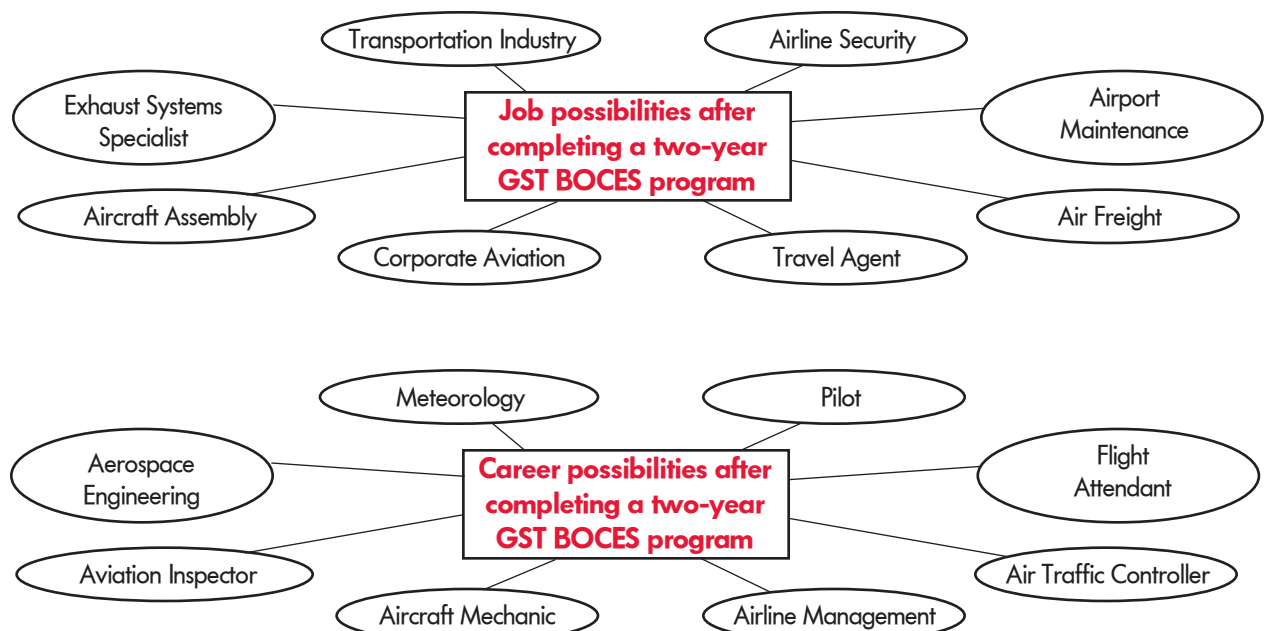 Transportation Industry
Airline Security
Exhaust Systems
Specialist
Job possibilities after
completing a two-year
GST BOCES program
Airport
Maintenance
Aircraft Assembly
Air Freight
Corporate Aviation
Travel Agent
Meteorology
Pilot
Aerospace
Engineering
Career possibilities after
completing a two-year
GST BOCES program
Flight
Attendant
Aviation Inspector
Air Traffic Controller
Aircraft Mechanic
Airline Management